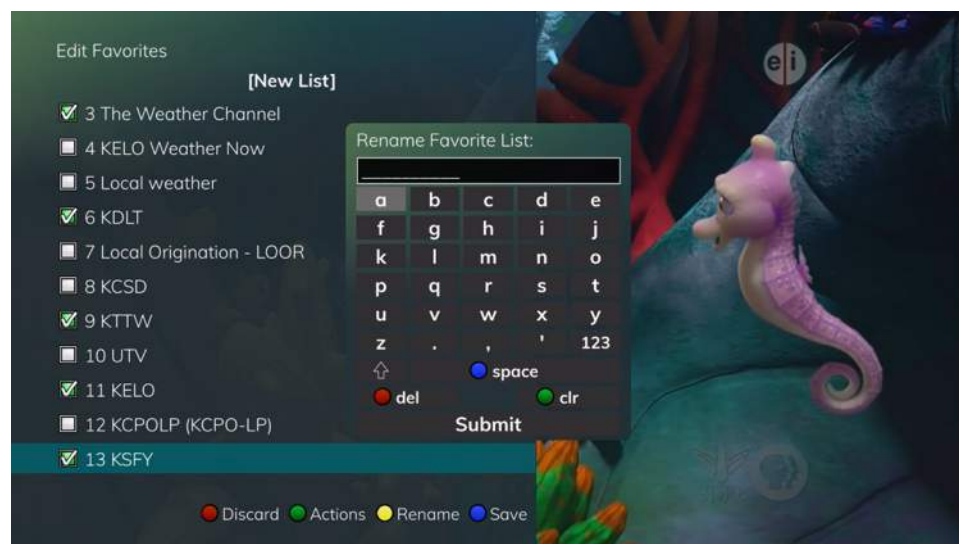 Edit Favorites
[New List]
3 The Weather Channel
4 KELO Weather Now
5 Local weather
6 KDLT
7 Local Origination - LOOR
8 KCSD
9 KTTW
10 UTV
11 KELO
12 KCPOLP (KCPO-LP)
13 KSFY
Discard Actions Rename Save
Rename Favorite List:
a b c d e
f g h i j
k l m n o
p q r s t
u v w x y
z . , ' 123
space
del clr
Submit
e|i